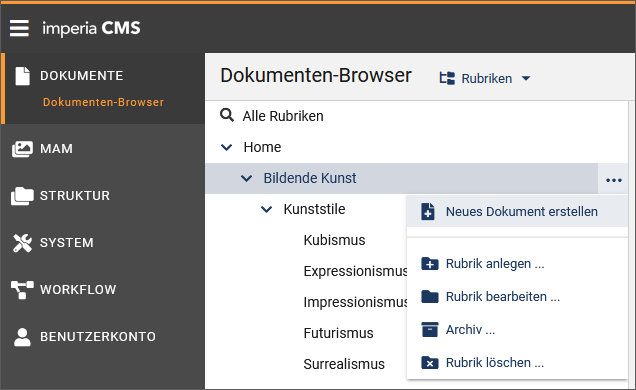 imperia CMS
DOKUMENTE
Dokumenten-Browser
MAM
STRUKTUR
SYSTEM
WORKFLOW
BENUTZERKONTO
Dokumenten-Browser
Rubriken
Alle Rubriken
Home
Bildende Kunst
Kunststile
Kubismus
Expressionismus
Impressionismus
Futurismus
Surrealismus
Neues Dokument erstellen
Rubrik anlegen ...
Rubrik bearbeiten ...
Archiv ...
Rubrik löschen ...